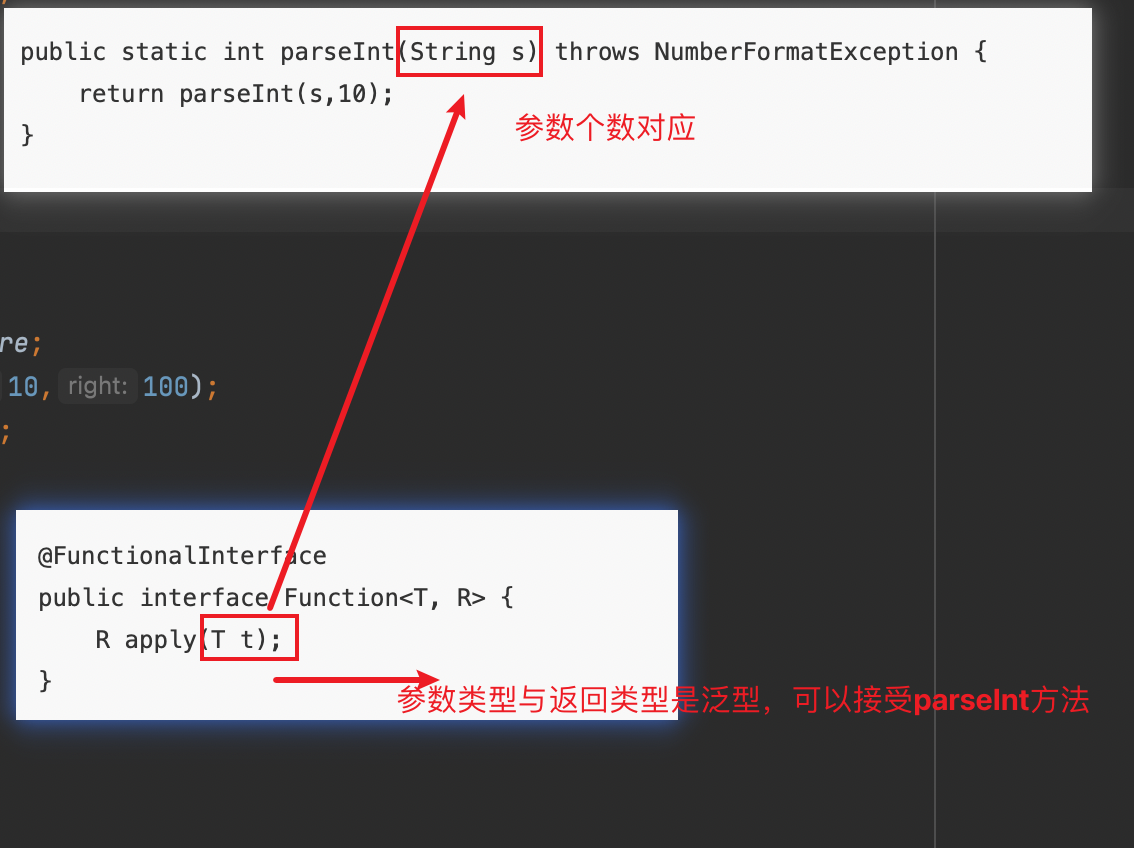 public static int parseInt(String s) throws NumberFormatException {
return parseInt(s,10);
}
参数个数对应
re;
10, right: 100);
;
@FunctionalInterface
public interface Function<T, R> {
R apply(T t);
}
参数类型与返回类型是泛型，可以接受parseInt方法